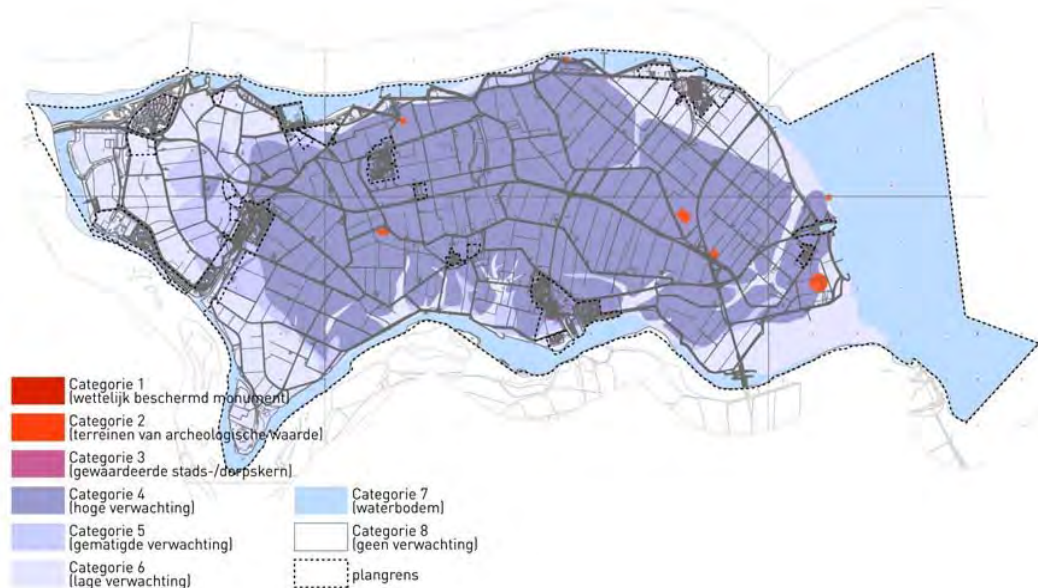 Categorie 1
(wettelijk beschermd monument)
Categorie 2
(terreinen van archeologische waarde)
Categorie 3
(gewaardeerde stads-/dorpskern)
Categorie 4
(hoge verwachting)
Categorie 5
(gematigde verwachting)
Categorie 6
(lage verwachting)
Categorie 7
(waterbodem)
Categorie 8
(geen verwachting)
plangrens